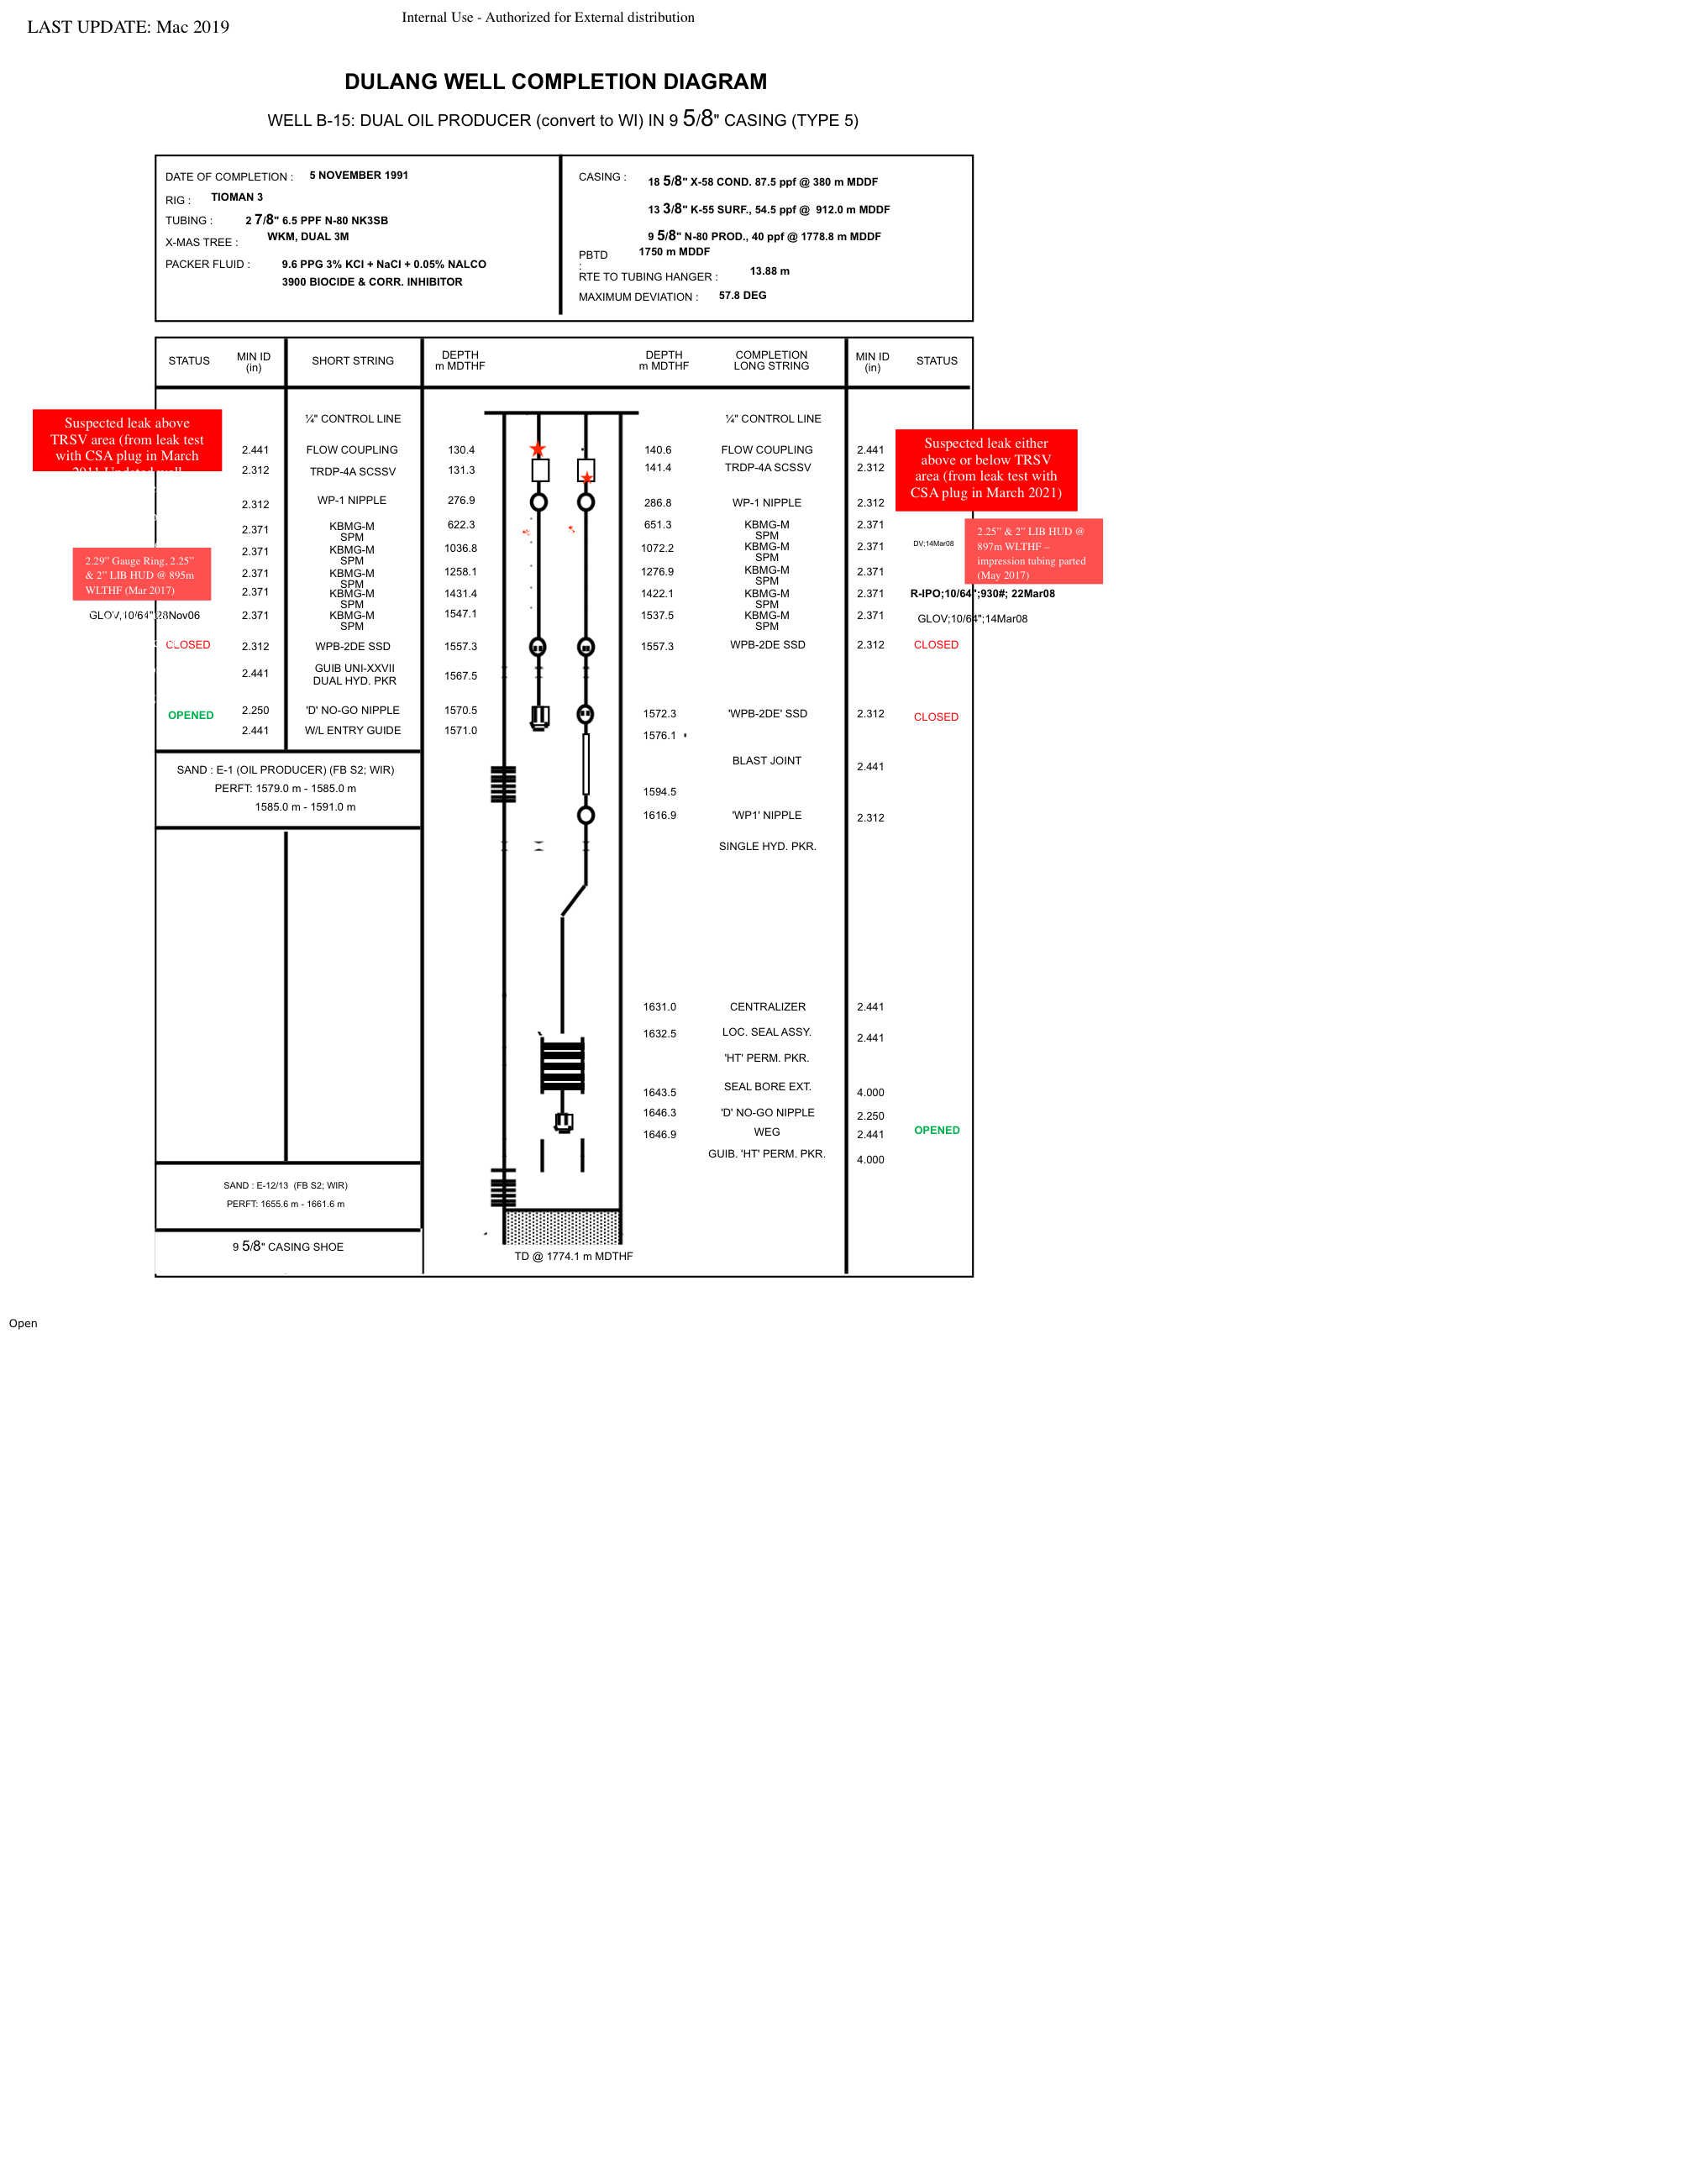 Internal Use - Authorized for External distribution
LAST UPDATE: Mac 2019
DULANG WELL COMPLETION DIAGRAM
WELL B-15: DUAL OIL PRODUCER (convert to WI) IN 9 5/8" CASING (TYPE 5)
DATE OF COMPLETION : 5 NOVEMBER 1991
RIG : TIOMAN 3
TUBING : 2 7/8" 6.5 PPF N-80 NK3SB
X-MAS TREE : WKM, DUAL 3M
PACKER FLUID : 9.6 PPG 3% KCI + NaCI + 0.05% NALCO
3900 BIOCIDE & CORR. INHIBITOR
CASING : 18 5/8" X-58 COND. 87.5 ppf @ 380 m MDDF
13 3/8" K-55 SURF., 54.5 ppf @ 912.0 m MDDF
9 5/8" N-80 PROD., 40 ppf @ 1778.8 m MDDF
PBTD : 1750 m MDDF
RTE TO TUBING HANGER : 13.88 m
MAXIMUM DEVIATION : 57.8 DEG
STATUS MIN ID (in) SHORT STRING DEPTH m MDTHF DEPTH m MDTHF COMPLETION LONG STRING MIN ID (in) STATUS
¼" CONTROL LINE ¼" CONTROL LINE
Suspected leak above
TRSV area (from leak test
with CSA plug in March
Suspected leak either
above or below TRSV
area (from leak test with
CSA plug in March 2021)
2.441 FLOW COUPLING 130.4 140.6 FLOW COUPLING 2.441
2.312 TRDP-4A SCSSV 131.3 141.4 TRDP-4A SCSSV 2.312
2.312 WP-1 NIPPLE 276.9 286.8 WP-1 NIPPLE 2.312
2.371 KBMG-M SPM 622.3 651.3 KBMG-M SPM 2.371
2.371 KBMG-M SPM 1036.8 1072.2 KBMG-M SPM 2.371 DV;14Mar08
2.25" & 2" LIB HUD @
897m WLTHF –
impression tubing parted
(May 2017)
2.29" Gauge Ring, 2.25"
& 2" LIB HUD @ 895m
WLTHF (Mar 2017)
2.371 KBMG-M SPM 1258.1 1276.9 KBMG-M SPM 2.371
2.371 KBMG-M SPM 1431.4 1422.1 KBMG-M SPM 2.371 R-IPO;10/64";930#; 22Mar08
GLOV;10/64";28Nov06 2.371 KBMG-M SPM 1547.1 1537.5 KBMG-M SPM 2.371 GLOV;10/64";14Mar08
CLOSED 2.312 WPB-2DE SSD 1557.3 1557.3 WPB-2DE SSD 2.312 CLOSED
2.441 GUIB UNI-XXVII DUAL HYD. PKR 1567.5
OPENED 2.250 'D' NO-GO NIPPLE 1570.5 1572.3 'WPB-2DE' SSD 2.312 CLOSED
2.441 W/L ENTRY GUIDE 1571.0 1576.1
BLAST JOINT 2.441
SAND : E-1 (OIL PRODUCER) (FB S2; WIR)
PERFT: 1579.0 m - 1585.0 m
1585.0 m - 1591.0 m
1594.5
1616.9 'WP1' NIPPLE 2.312
SINGLE HYD. PKR.
1631.0 CENTRALIZER 2.441
1632.5 LOC. SEAL ASSY. 2.441
'HT' PERM. PKR.
1643.5 SEAL BORE EXT. 4.000
1646.3 'D' NO-GO NIPPLE 2.250
1646.9 WEG 2.441 OPENED
GUIB. 'HT' PERM. PKR. 4.000
SAND : E-12/13 (FB S2; WIR)
PERFT: 1655.6 m - 1661.6 m
9 5/8" CASING SHOE
TD @ 1774.1 m MDTHF
Open